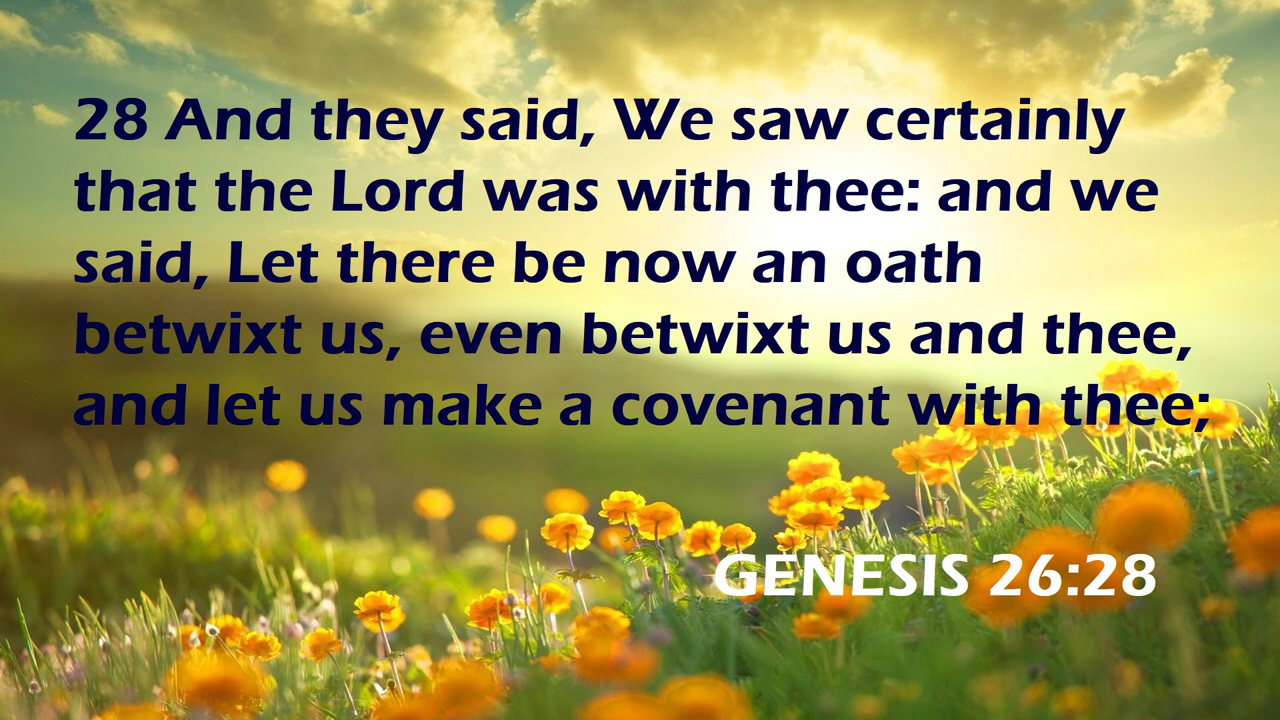 28 And they said, We saw certainly
that the Lord was with thee: and we
said, Let there be now an oath
betwixt us, even betwixt us and thee,
and let us make a covenant with thee;
GENESIS 26:28